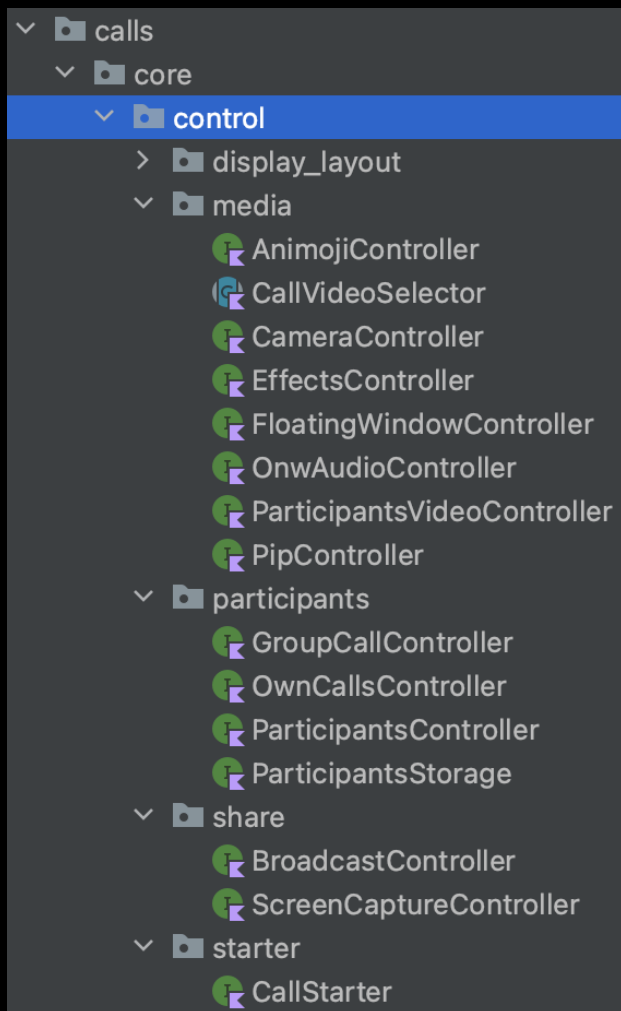 calls
core
control
display_layout
media
AnimojiController
CallVideoSelector
CameraController
EffectsController
FloatingWindowController
OnwAudioController
ParticipantsVideoController
PipController
participants
GroupCallController
OwnCallsController
ParticipantsController
ParticipantsStorage
share
BroadcastController
ScreenCaptureController
starter
CallStarter